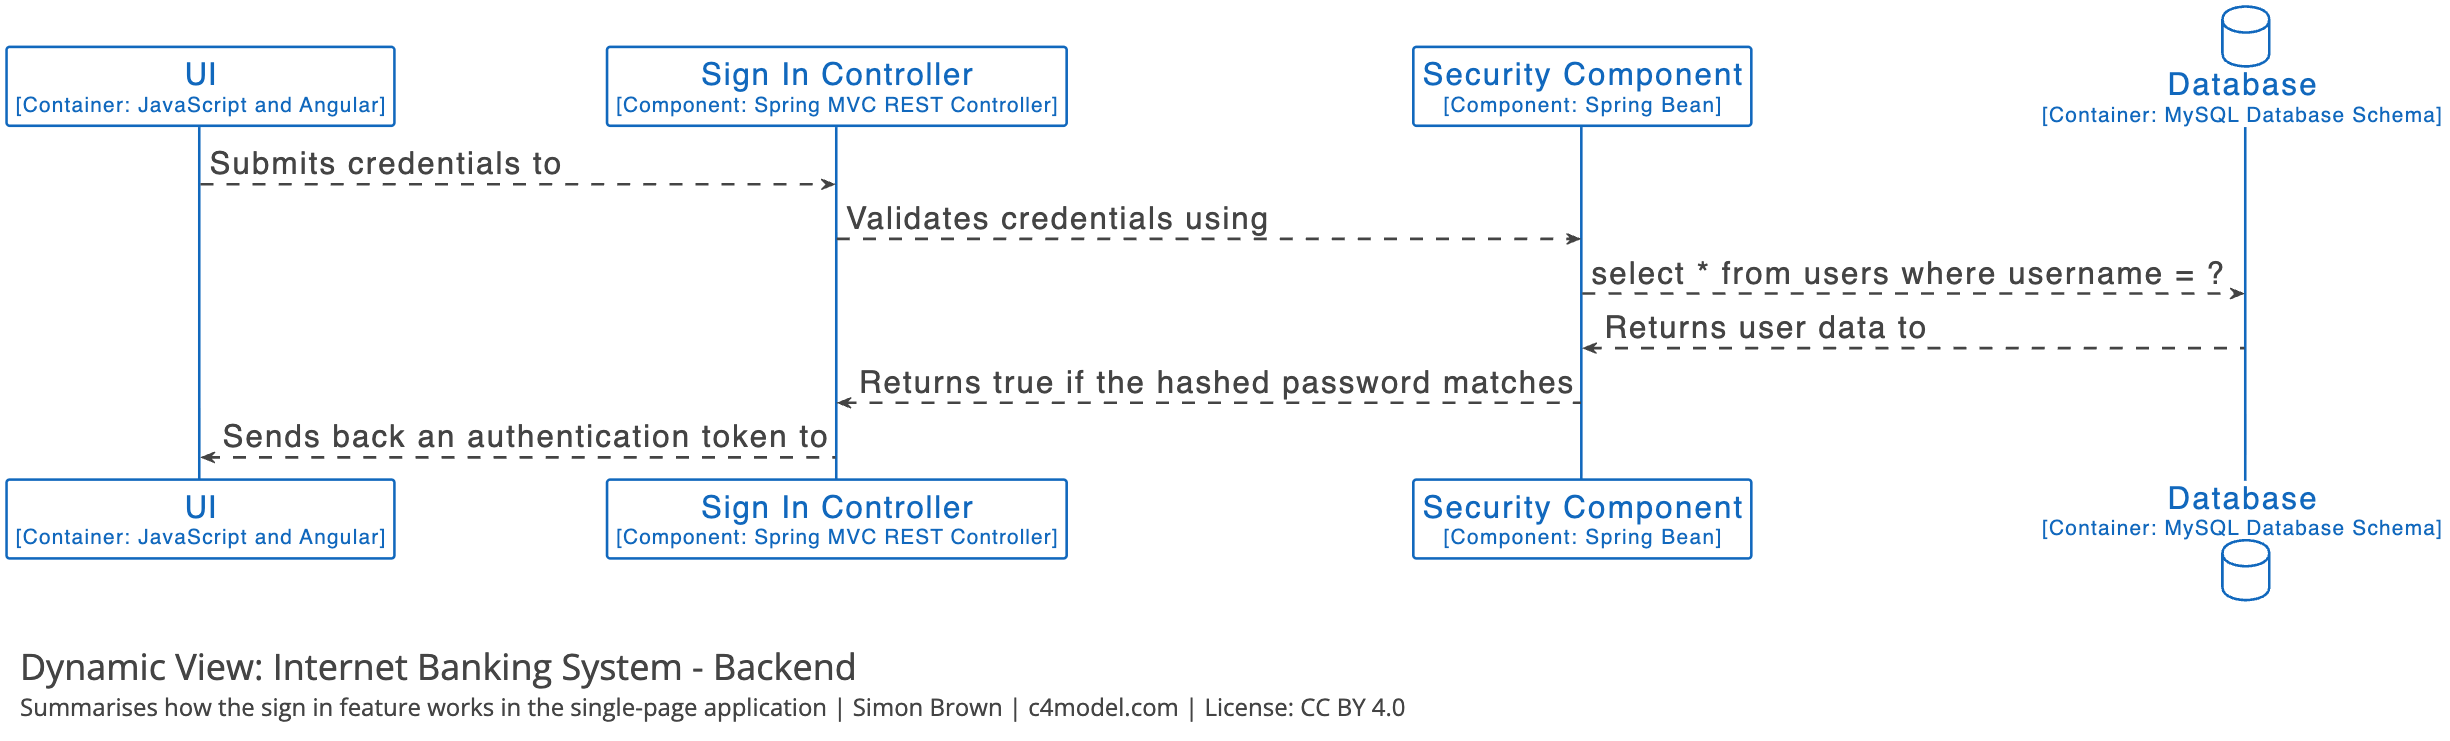 UI
[Container: JavaScript and Angular]
Sign In Controller
[Component: Spring MVC REST Controller]
Security Component
[Component: Spring Bean]
Database
[Container: MySQL Database Schema]
Submits credentials to
Validates credentials using
select * from users where username = ?
Returns user data to
Returns true if the hashed password matches
Sends back an authentication token to
UI
[Container: JavaScript and Angular]
Sign In Controller
[Component: Spring MVC REST Controller]
Security Component
[Component: Spring Bean]
Database
[Container: MySQL Database Schema]
Dynamic View: Internet Banking System - Backend
Summarises how the sign in feature works in the single-page application | Simon Brown | c4model.com | License: CC BY 4.0